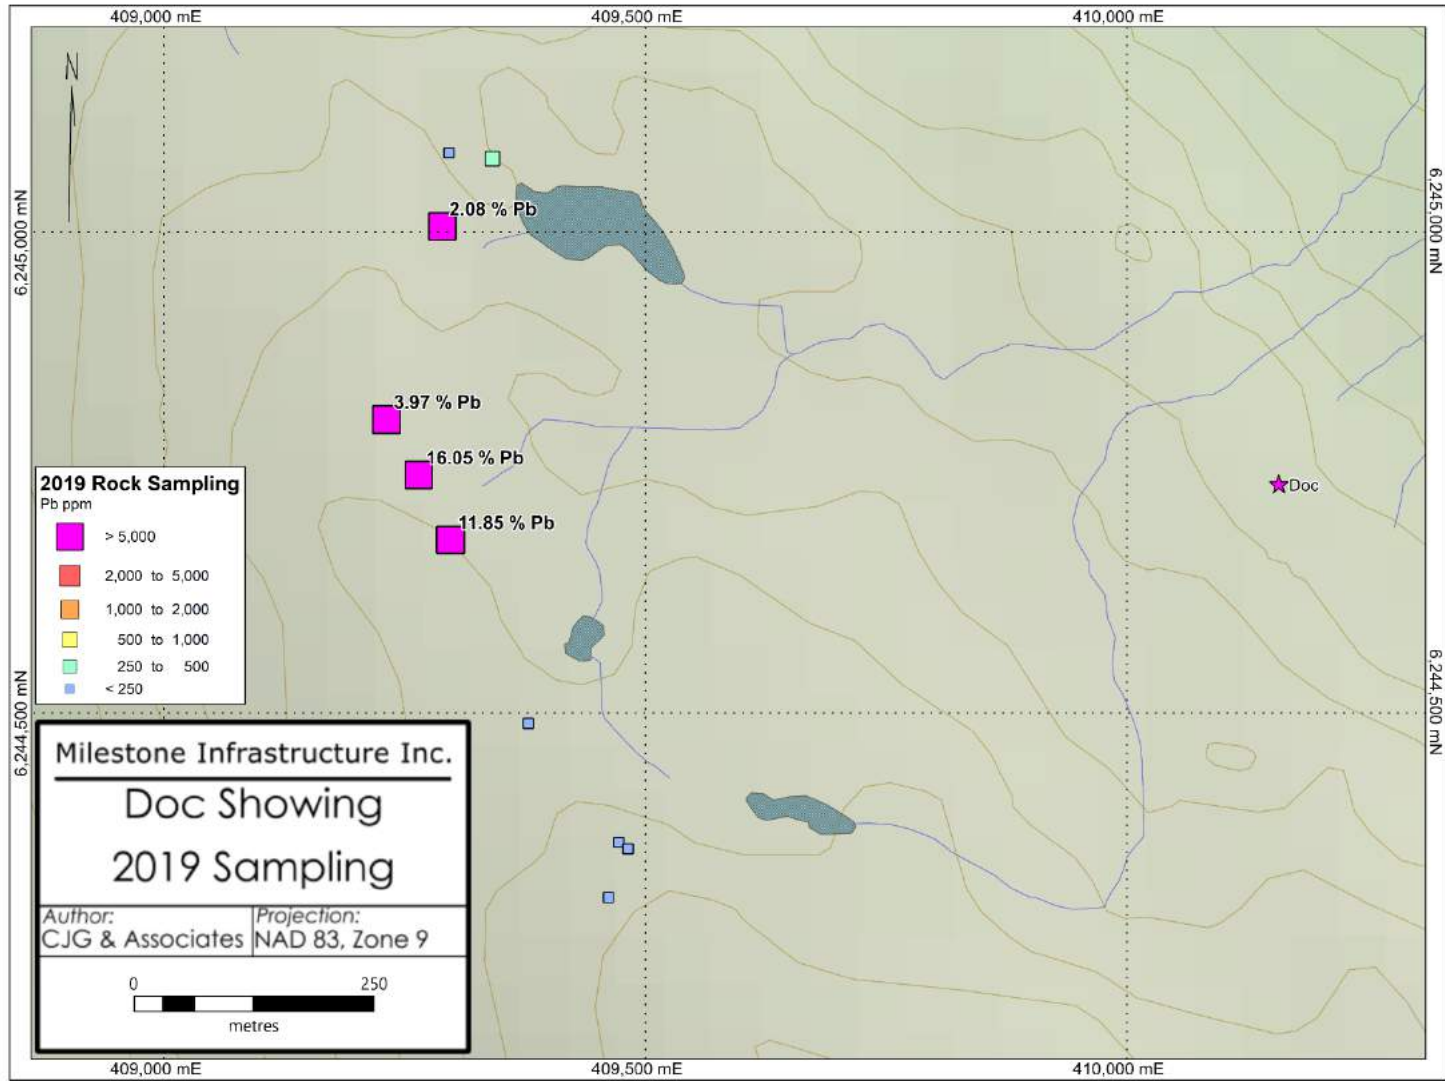 409,000 mE 409,500 mE 410,000 mE
N
6,245,000 mN
6,245,000 mN
2.08 % Pb
3.97 % Pb
16.05 % Pb
11.85 % Pb
Doc
2019 Rock Sampling
Pb ppm
> 5,000
2,000 to 5,000
1,000 to 2,000
500 to 1,000
250 to 500
< 250
6,244,500 mN
6,244,500 mN
Milestone Infrastructure Inc.
Doc Showing
2019 Sampling
Author: Projection:
CJG & Associates NAD 83, Zone 9
0 250
metres
409,000 mE 409,500 mE 410,000 mE